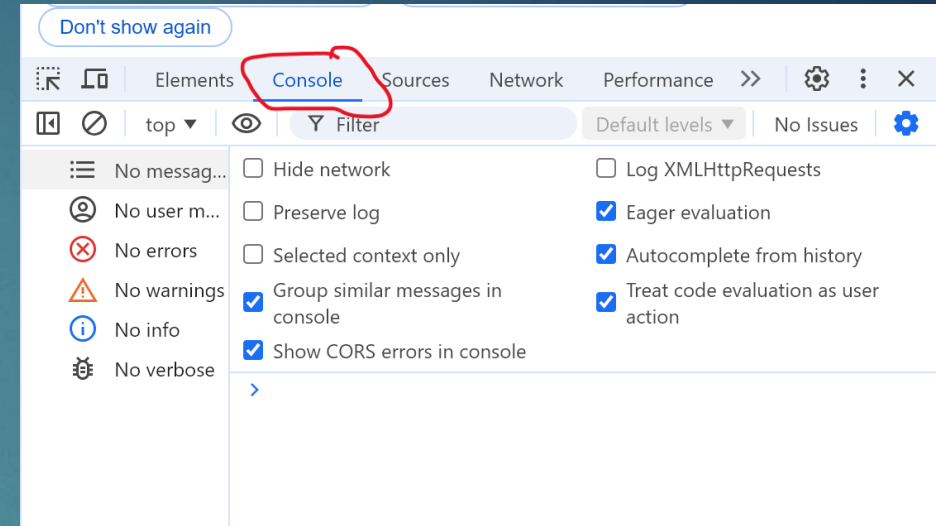 Don't show again
Elements Console Sources Network Performance
top Filter Default levels No Issues
No messag...
No user m...
No errors
No warnings
No info
No verbose
Hide network
Preserve log
Selected context only
Group similar messages in
console
Show CORS errors in console
Log XMLHttpRequests
Eager evaluation
Autocomplete from history
Treat code evaluation as user
action